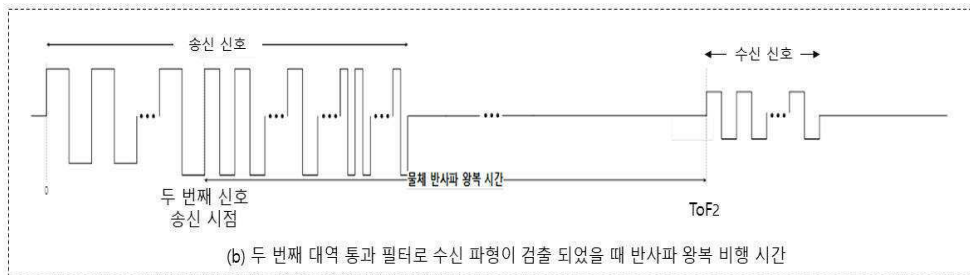 송신 신호
수신 신호
0
물체 반사파 왕복 시간
두 번째 신호
송신 시점
ToF2
(b) 두 번째 대역 통과 필터로 수신 파형이 검출 되었을 때 반사파 왕복 비행 시간